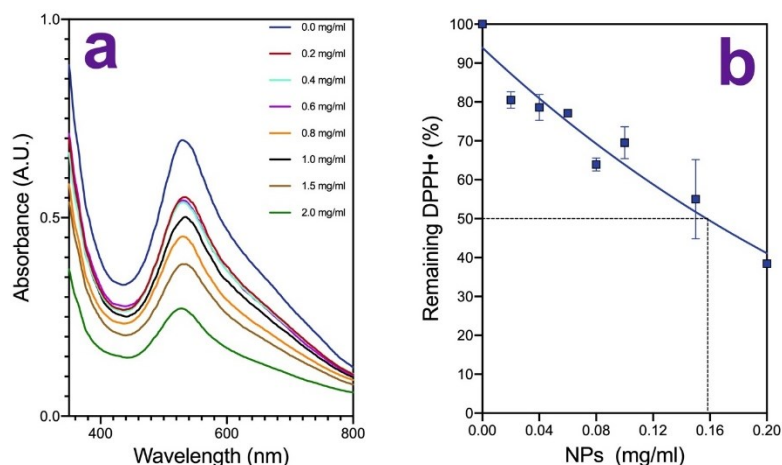 a
1.0
0.5
0.0
Absorbance (A.U.)
400
600
800
Wavelength (nm)
0.0 mg/ml
0.2 mg/ml
0.4 mg/ml
0.6 mg/ml
0.8 mg/ml
1.0 mg/ml
1.5 mg/ml
2.0 mg/ml
b
100
90
80
70
60
50
40
30
20
10
0
Remaining DPPH• (%)
0.00
0.04
0.08
0.12
0.16
0.20
NPs (mg/ml)